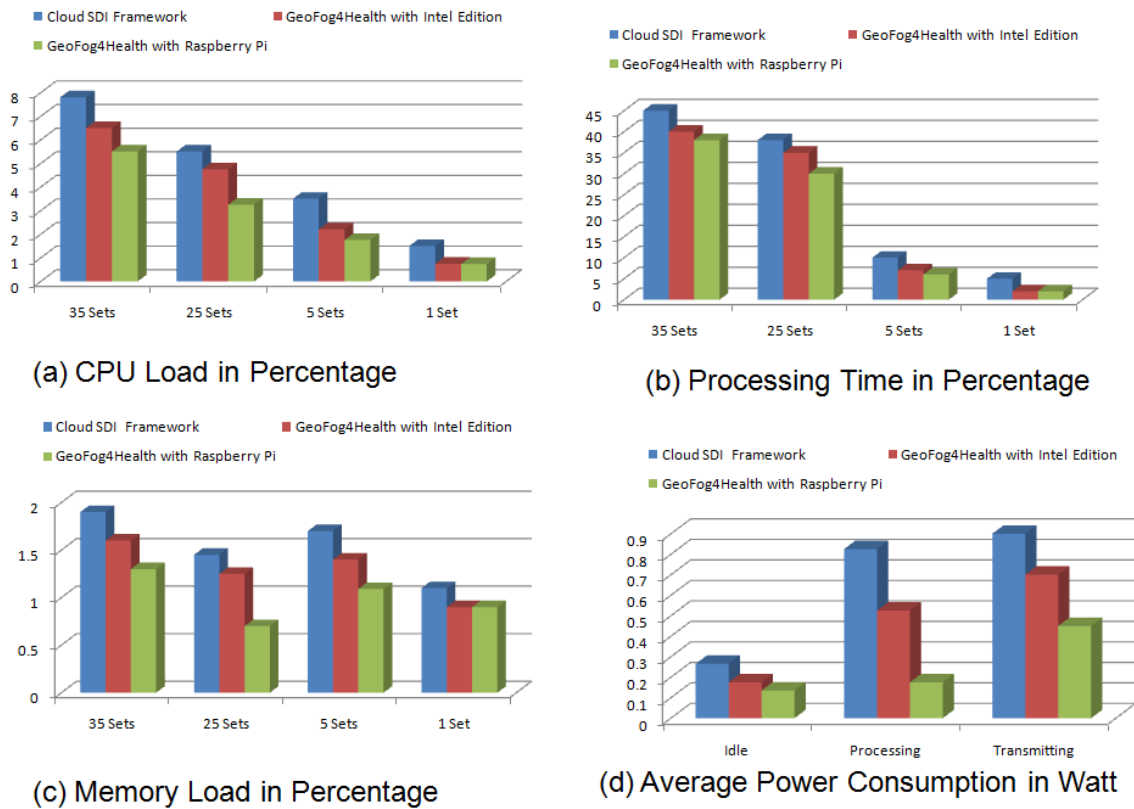 Cloud SDI Framework
GeoFog4Health with Intel Edition
GeoFog4Health with Raspberry Pi
8
7
6
5
4
3
2
1
0
35 Sets
25 Sets
5 Sets
1 Set
(a) CPU Load in Percentage
Cloud SDI Framework
GeoFog4Health with Intel Edition
GeoFog4Health with Raspberry Pi
45
40
35
30
25
20
15
10
5
0
35 Sets
25 Sets
5 Sets
1 Set
(b) Processing Time in Percentage
Cloud SDI Framework
GeoFog4Health with Intel Edition
GeoFog4Health with Raspberry Pi
2
1.5
1
0.5
0
35 Sets
25 Sets
5 Sets
1 Set
(c) Memory Load in Percentage
Cloud SDI Framework
GeoFog4Health with Intel Edition
GeoFog4Health with Raspberry Pi
0.9
0.8
0.7
0.6
0.5
0.4
0.3
0.2
0.1
0
Idle
Processing
Transmitting
(d) Average Power Consumption in Watt